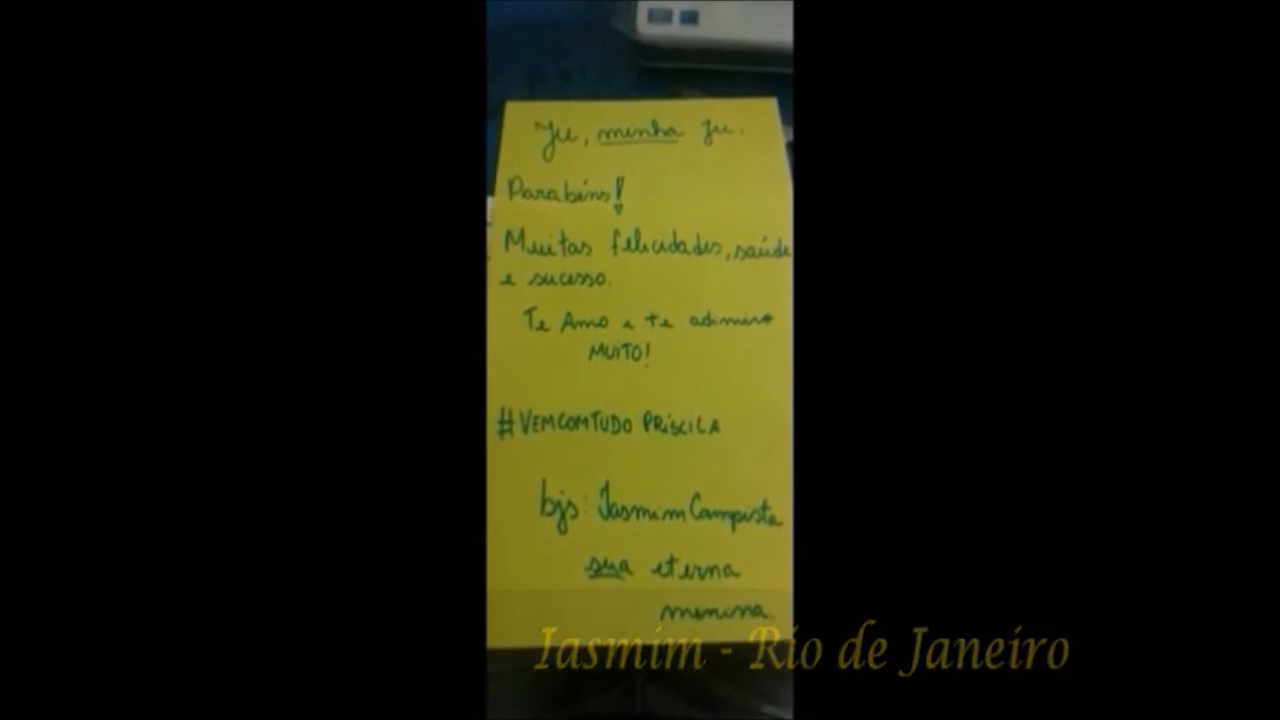 Ju, minha Ju.
Parabéns!
Muitas felicidades, saúde
e sucesso.
Te Amo e te adimiro
MUITO!
#VEMCOMTUDO PRISCILA
bjs: Iasmim Campista
sua eterna
menina
Iasmim - Rio de Janeiro